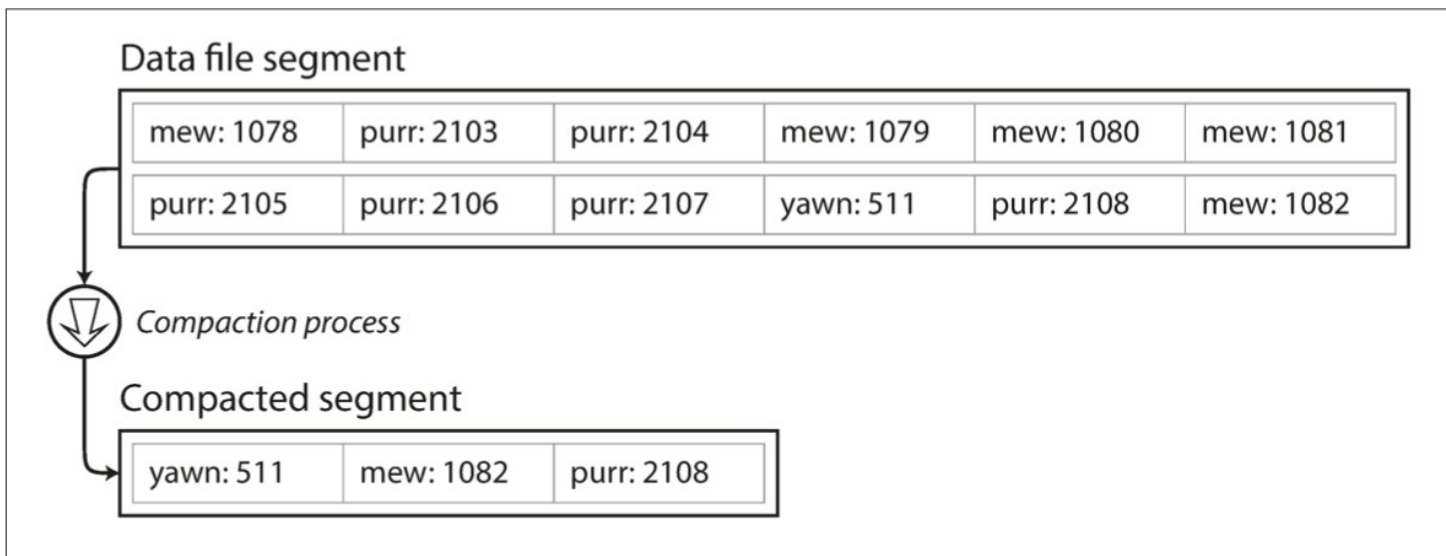 Data file segment
mew: 1078 purr: 2103 purr: 2104 mew: 1079 mew: 1080 mew: 1081
purr: 2105 purr: 2106 purr: 2107 yawn: 511 purr: 2108 mew: 1082
Compaction process
Compacted segment
yawn: 511 mew: 1082 purr: 2108